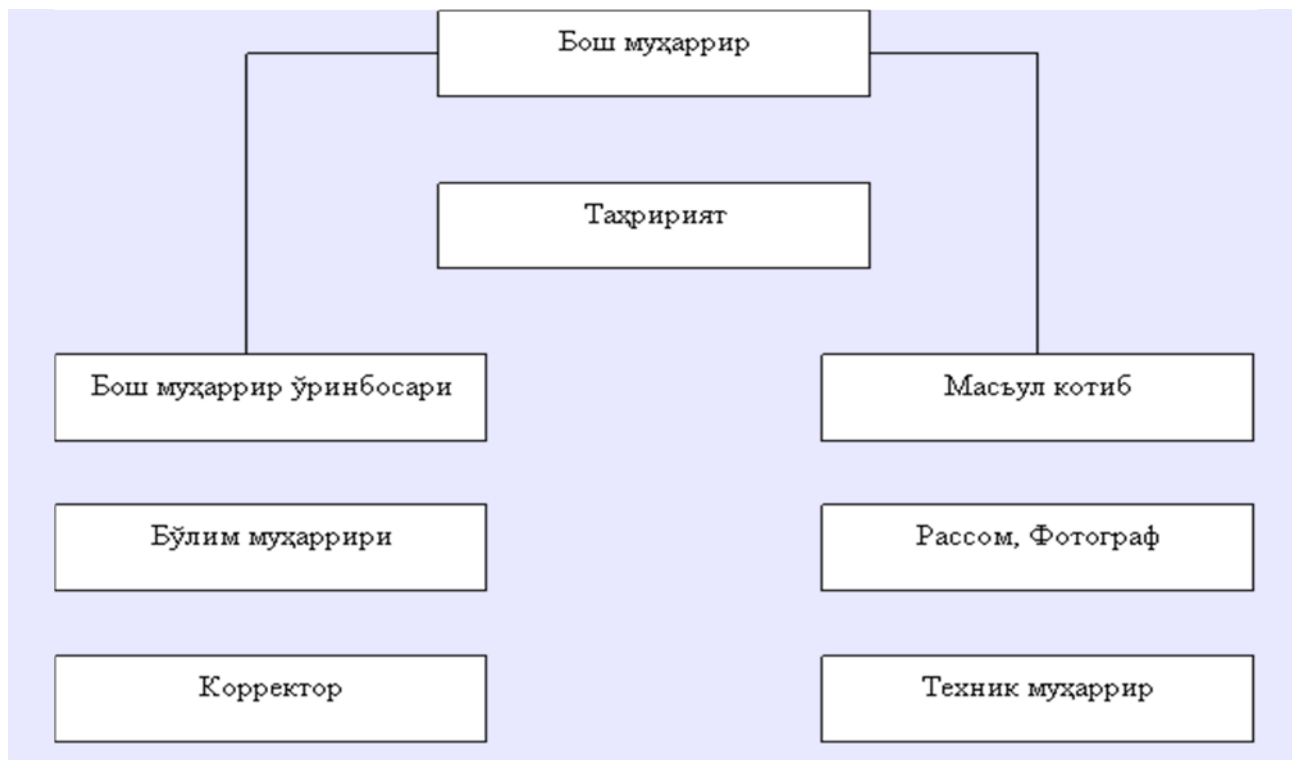 Бош муҳаррир
Таҳририят
Бош муҳаррир ўринбосари
Масъул котиб
Бўлим муҳаррири
Рассом, Фотограф
Корректор
Техник муҳаррир